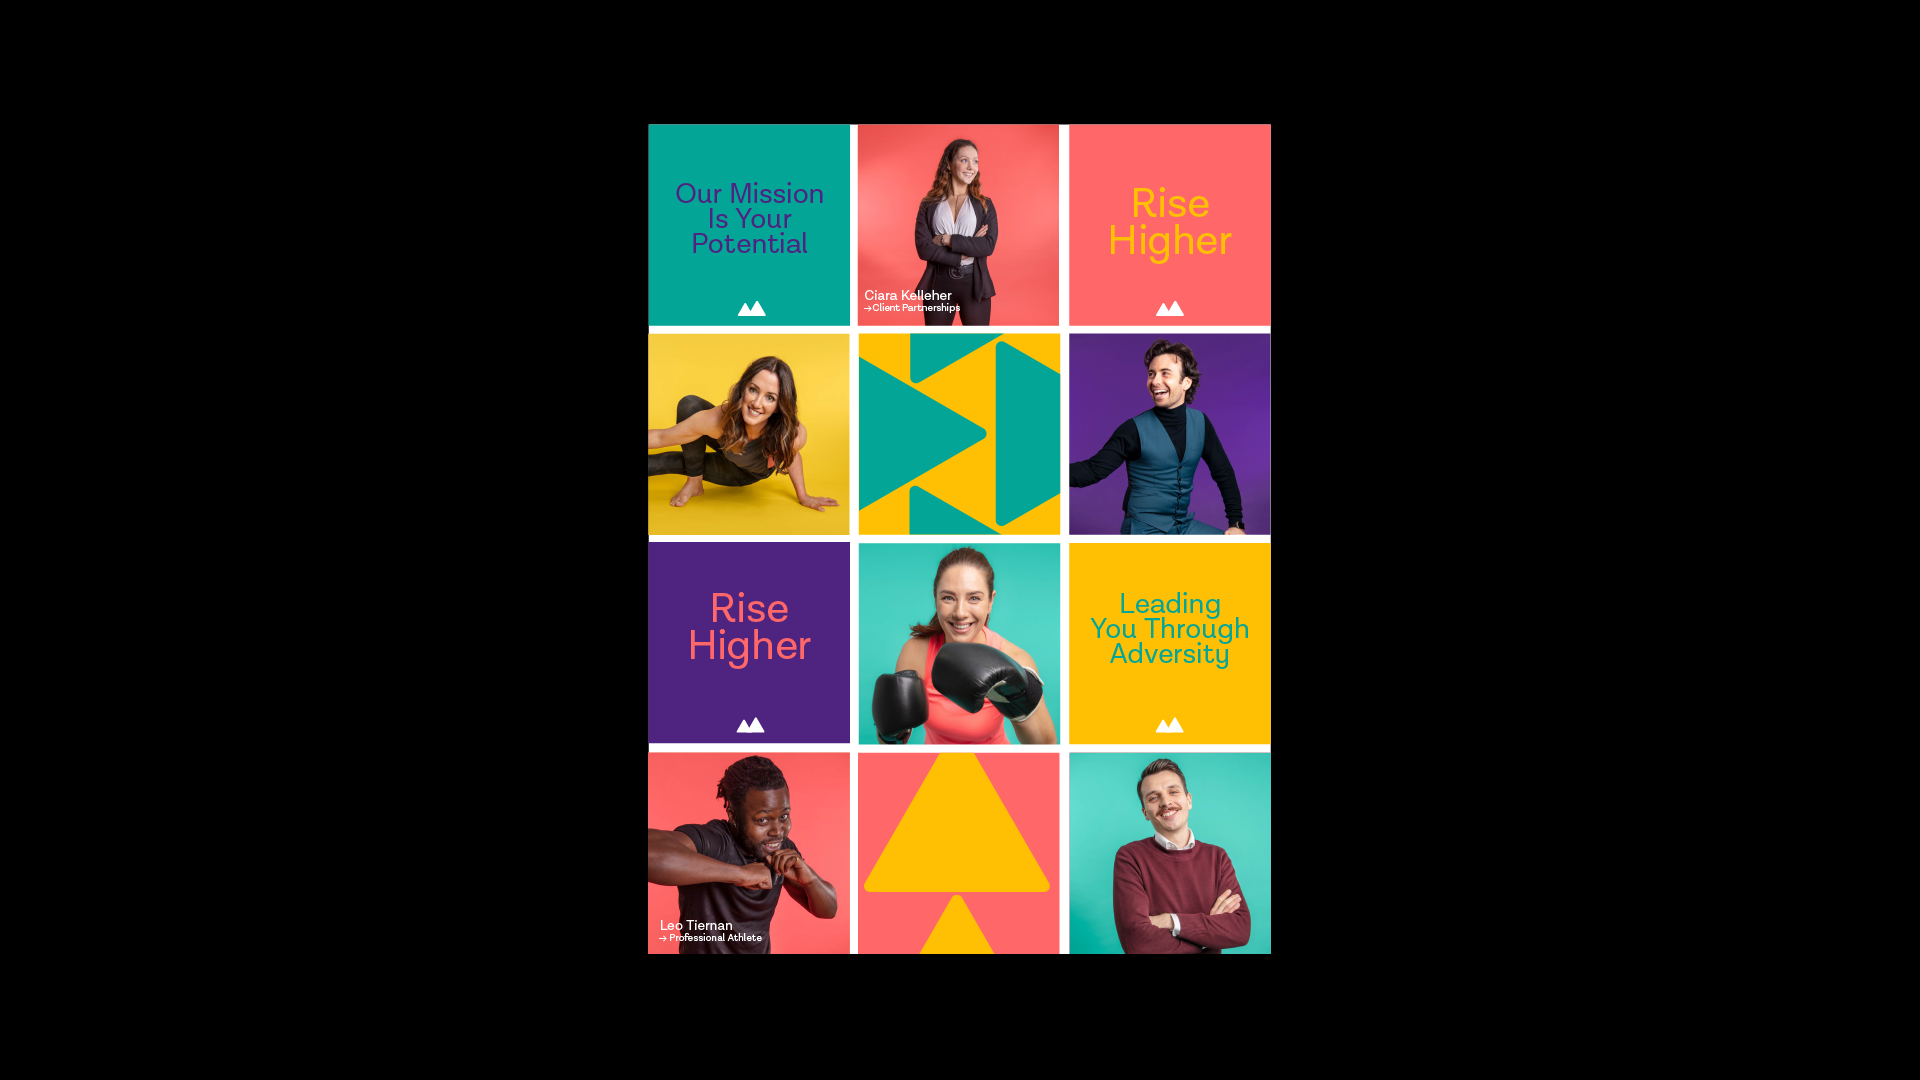 Our Mission
Is Your
Potential
Ciara Kelleher
→Client Partnerships
Rise
Higher
Rise
Higher
Leading
You Through
Adversity
Leo Tiernan
→ Professional Athlete